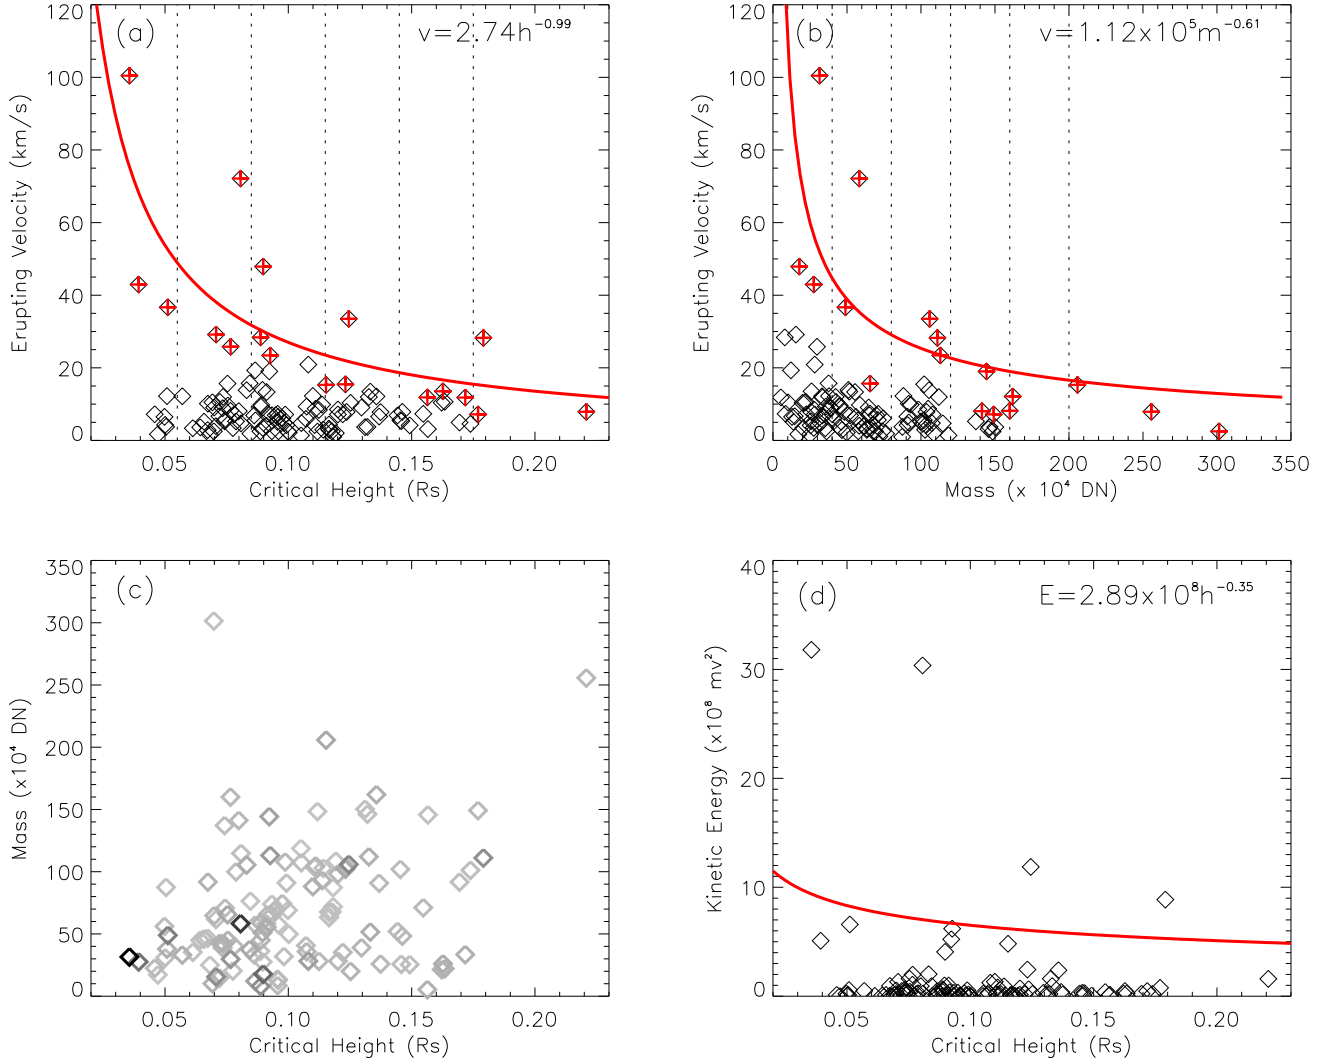 (a) v=2.74h^-0.99
Erupting Velocity (km/s)
120
100
80
60
40
20
0
0.05 0.10 0.15 0.20
Critical Height (Rs)
(b) v=1.12x10^5m^-0.61
Erupting Velocity (km/s)
120
100
80
60
40
20
0
0 50 100 150 200 250 300 350
Mass (x 10^4 DN)
(c)
Mass (x10^4 DN)
350
300
250
200
150
100
50
0
0.05 0.10 0.15 0.20
Critical Height (Rs)
(d) E=2.89x10^8h^-0.35
Kinetic Energy (x10^8 mv^2)
40
30
20
10
0
0.05 0.10 0.15 0.20
Critical Height (Rs)